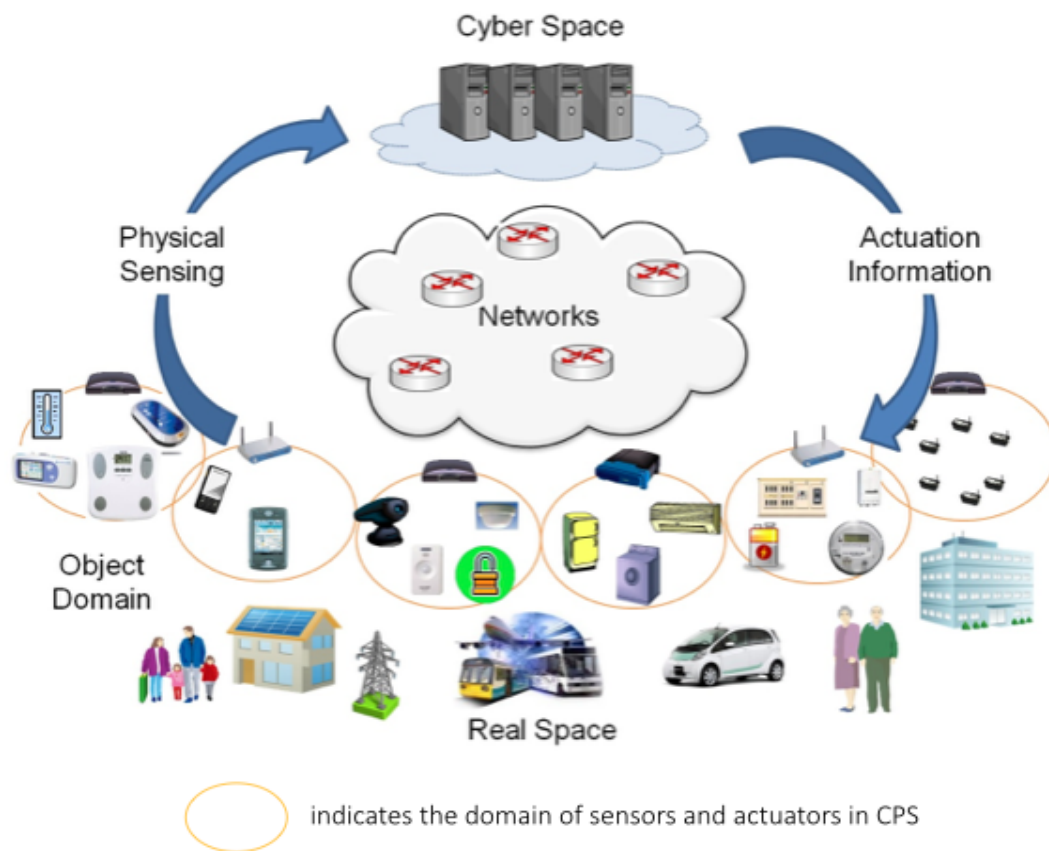 Cyber Space
Physical
Sensing
Actuation
Information
Networks
Object
Domain
Real Space
indicates the domain of sensors and actuators in CPS